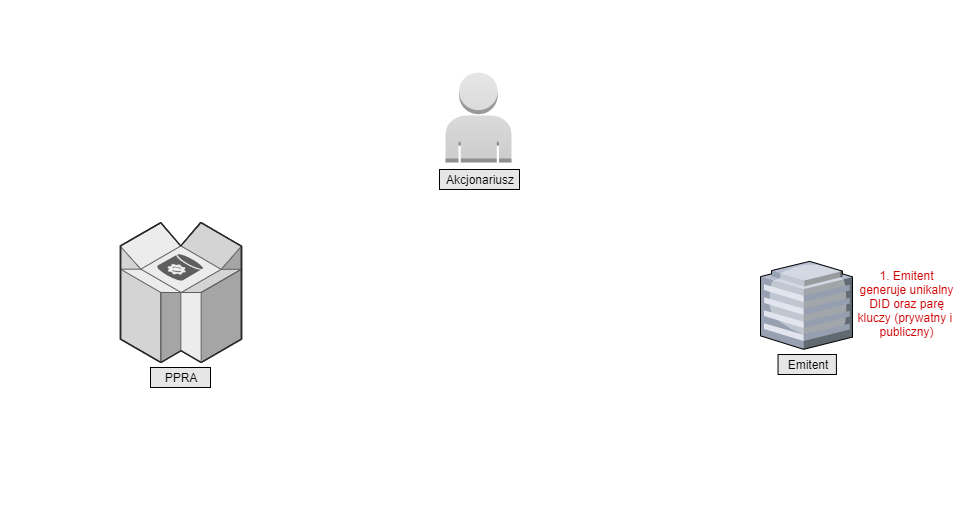 Akcjonariusz
1. Emitent
generuje unikalny
DID oraz parę
kluczy (prywatny i
publiczny)
Emitent
PPRA